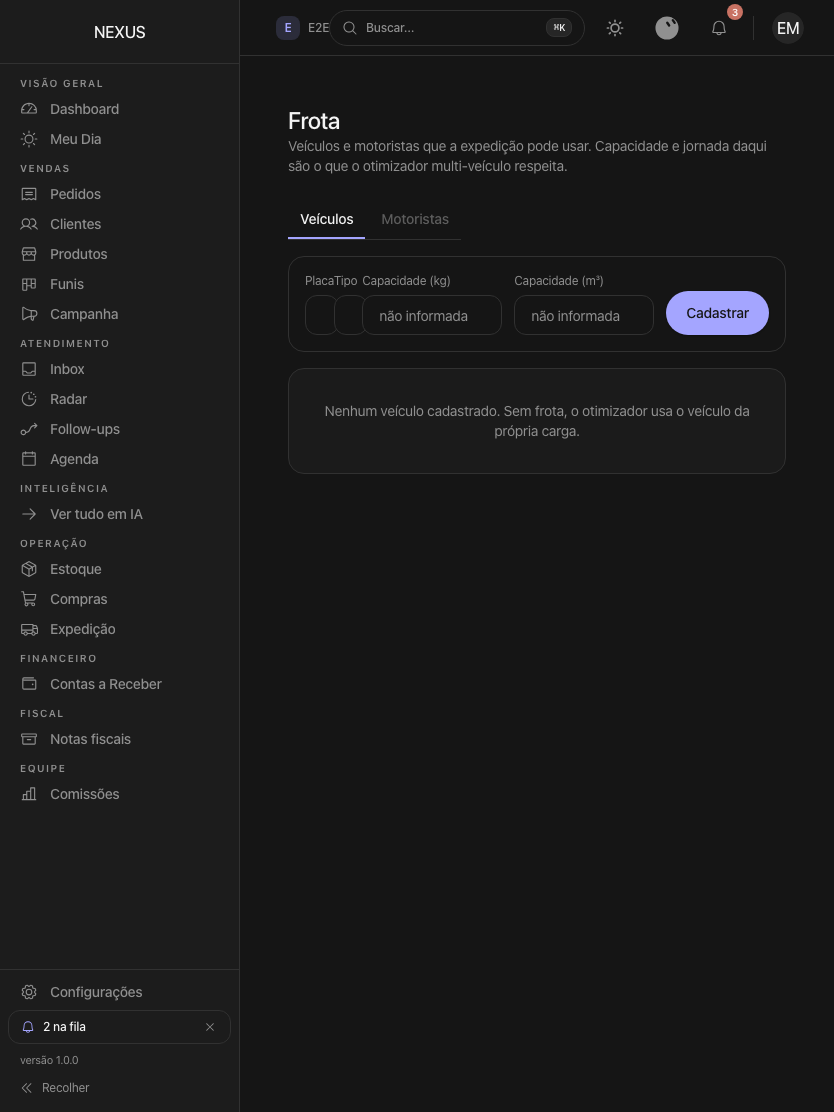 NEXUS
E
E2E
Buscar...
⌘K
3
EM
VISÃO GERAL
Dashboard
Meu Dia
VENDAS
Pedidos
Clientes
Produtos
Funis
Campanha
ATENDIMENTO
Inbox
Radar
Follow-ups
Agenda
INTELIGÊNCIA
Ver tudo em IA
OPERAÇÃO
Estoque
Compras
Expedição
FINANCEIRO
Contas a Receber
FISCAL
Notas fiscais
EQUIPE
Comissões
Configurações
2 na fila
versão 1.0.0
Recolher
Frota
Veículos e motoristas que a expedição pode usar. Capacidade e jornada daqui
são o que o otimizador multi-veículo respeita.
Veículos
Motoristas
Placa
Tipo
Capacidade (kg)
Capacidade (m³)
não informada
não informada
Cadastrar
Nenhum veículo cadastrado. Sem frota, o otimizador usa o veículo da
própria carga.